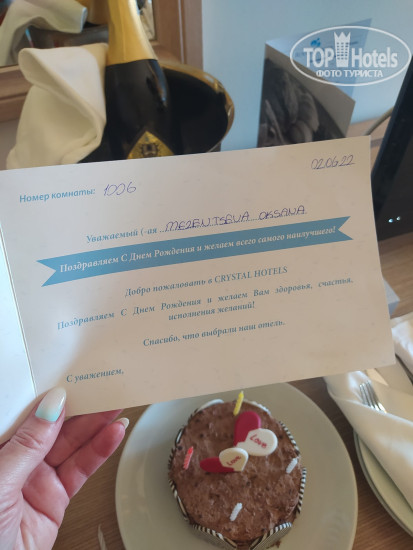 TOPHotels
ФОТО ТУРИСТА
Номер комнаты: 1006
02.06.22
Уважаемый (-ая MEZENTSEVA OKSANA
Поздравляем С Днем Рождения и желаем всего самого наилучшего!
Добро пожаловать в CRYSTAL HOTELS
Поздравляем С Днем Рождения и желаем Вам здоровья, счастья,
исполнения желаний!
Спасибо, что выбрали наш отель.
С уважением,
Love